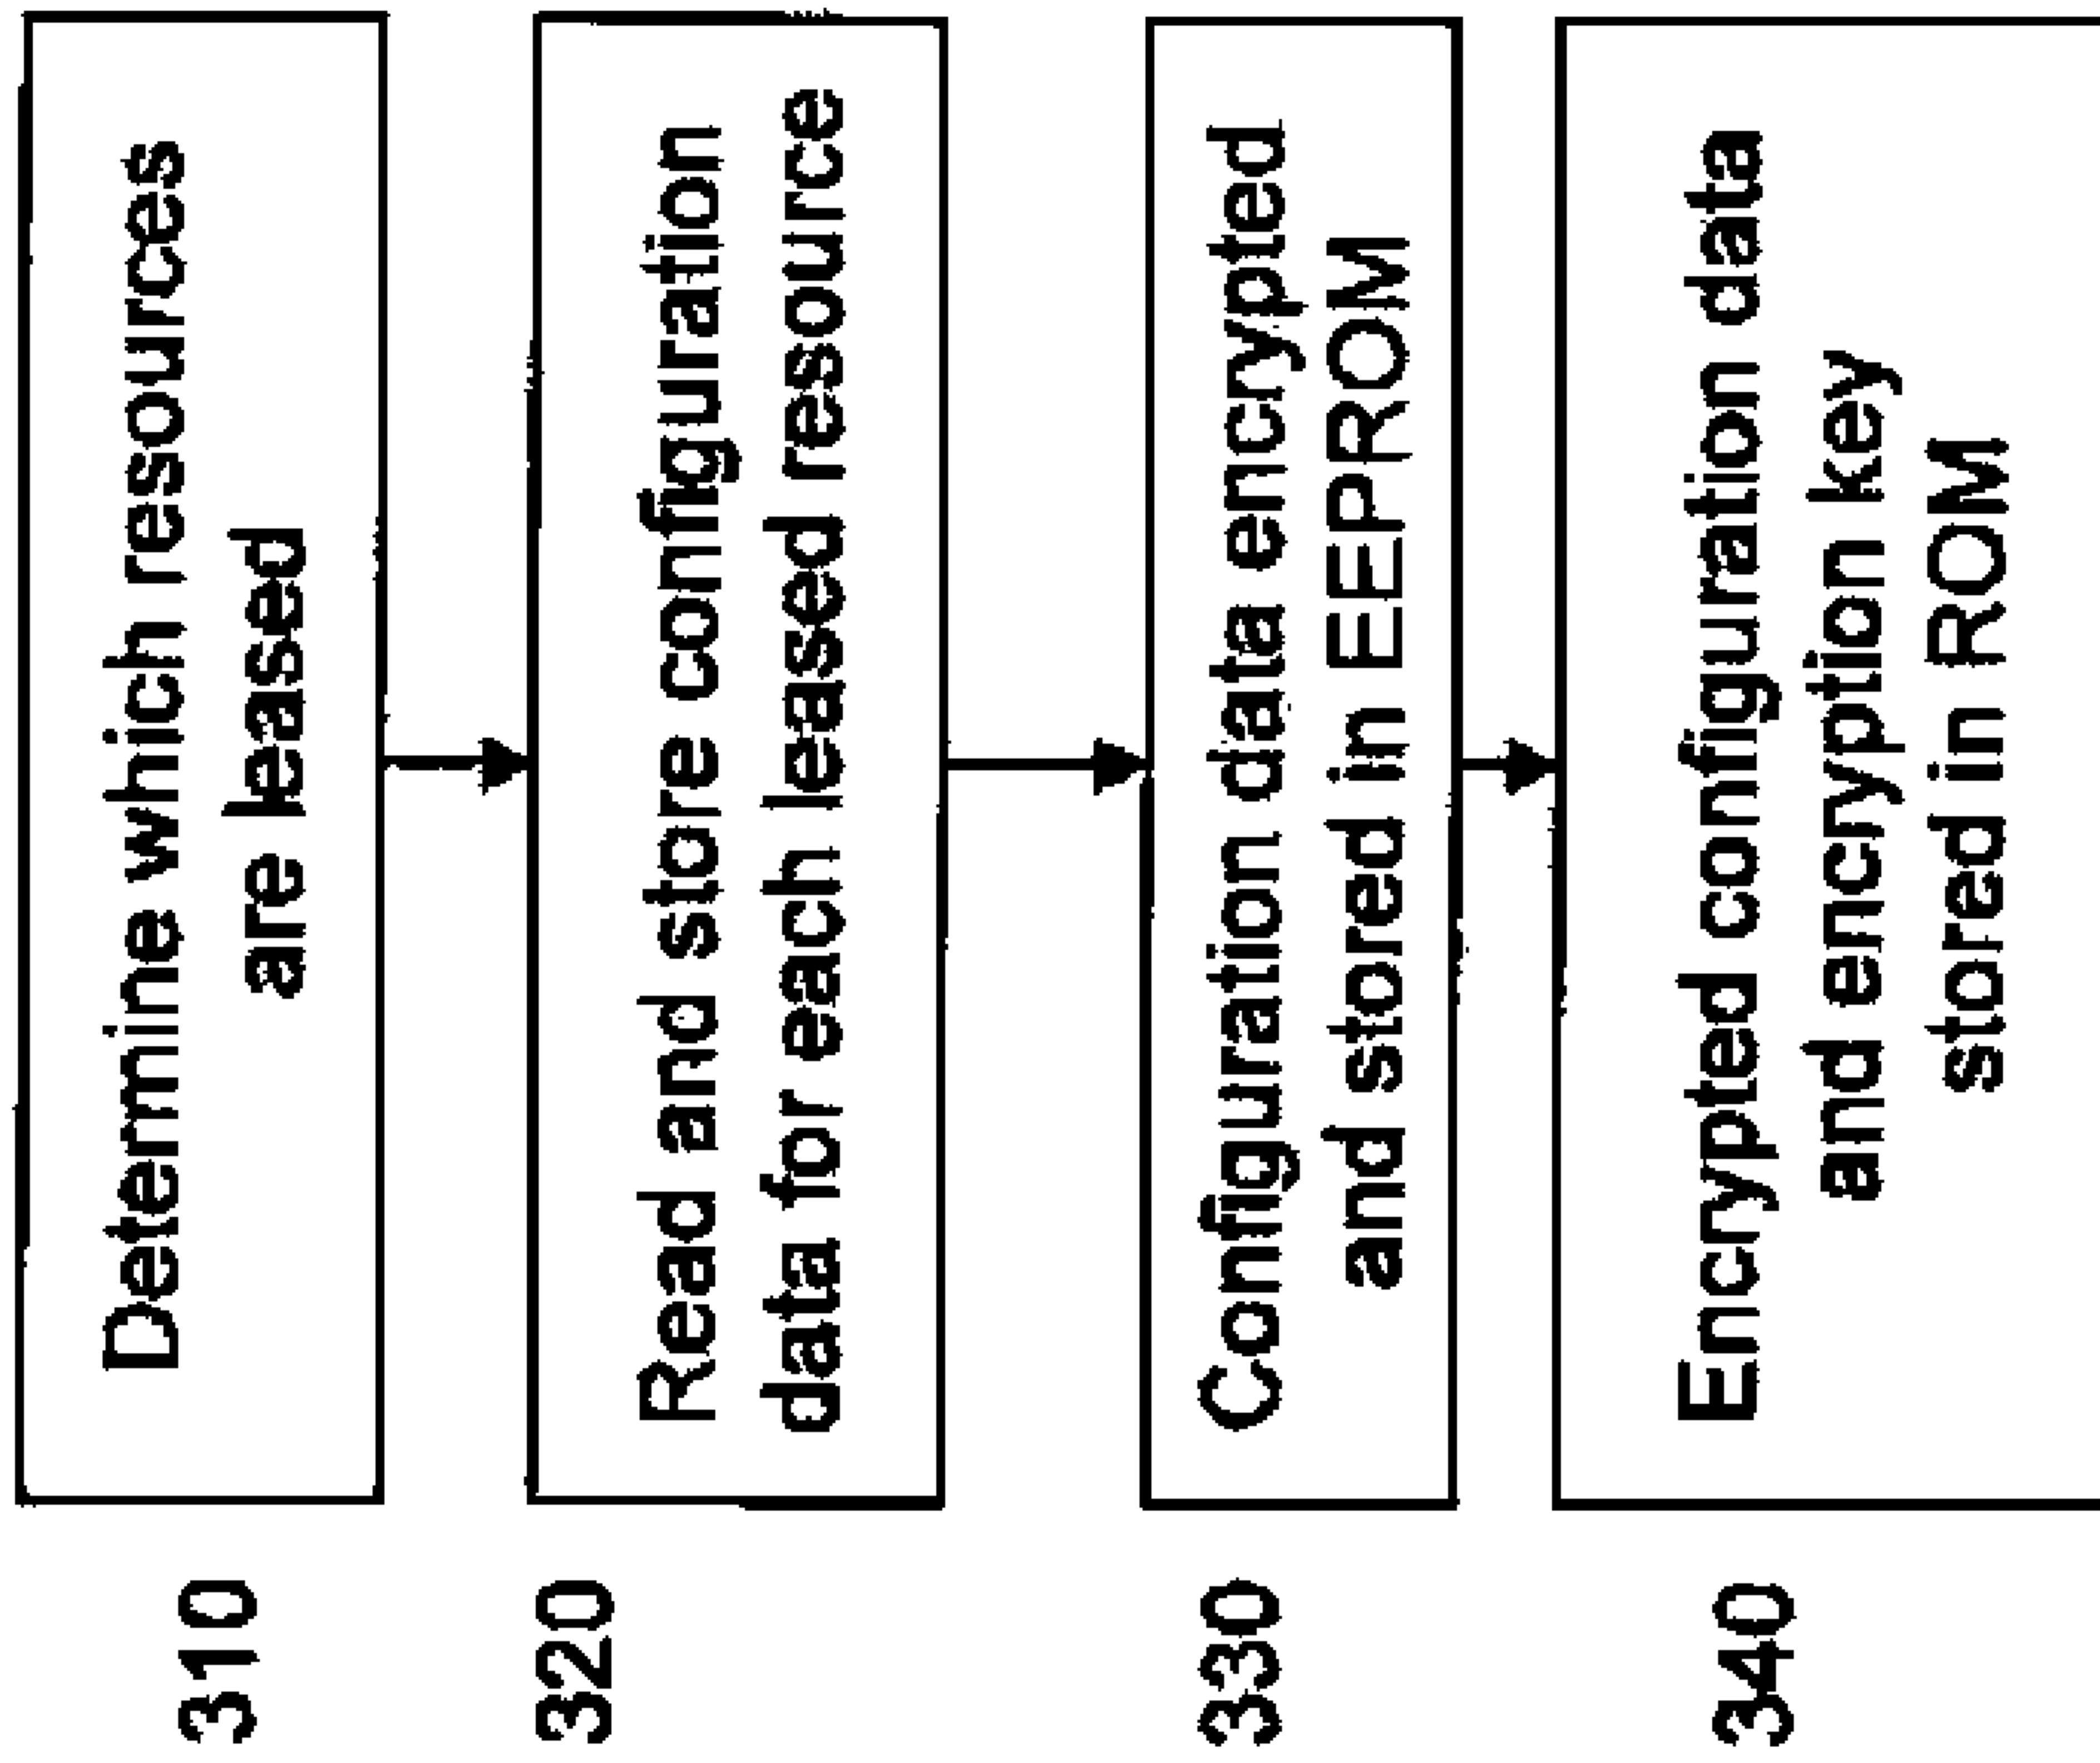 310
Determine which resources
are leased
320
Read and store configuration
data for each leased resource
330
Configuration data encrypted
and stored in EEPROM
340
Encrypted configuration data
and encryption key
stored in ROM